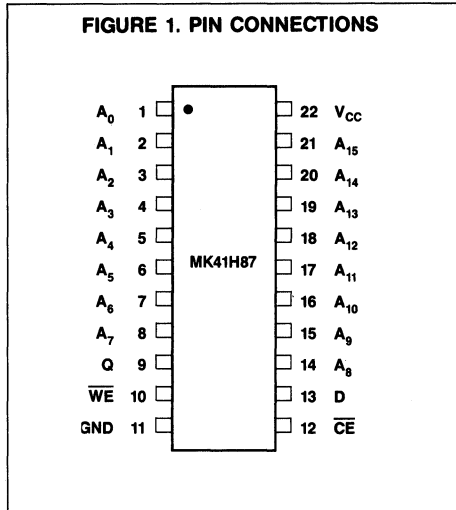 FIGURE 1. PIN CONNECTIONS
A0 1 22 VCC
A1 2 21 A15
A2 3 20 A14
A3 4 19 A13
A4 5 18 A12
A5 6 MK41H87 17 A11
A6 7 16 A10
A7 8 15 A9
Q 9 14 A8
W̅E̅ 10 13 D
GND 11 12 C̅E̅